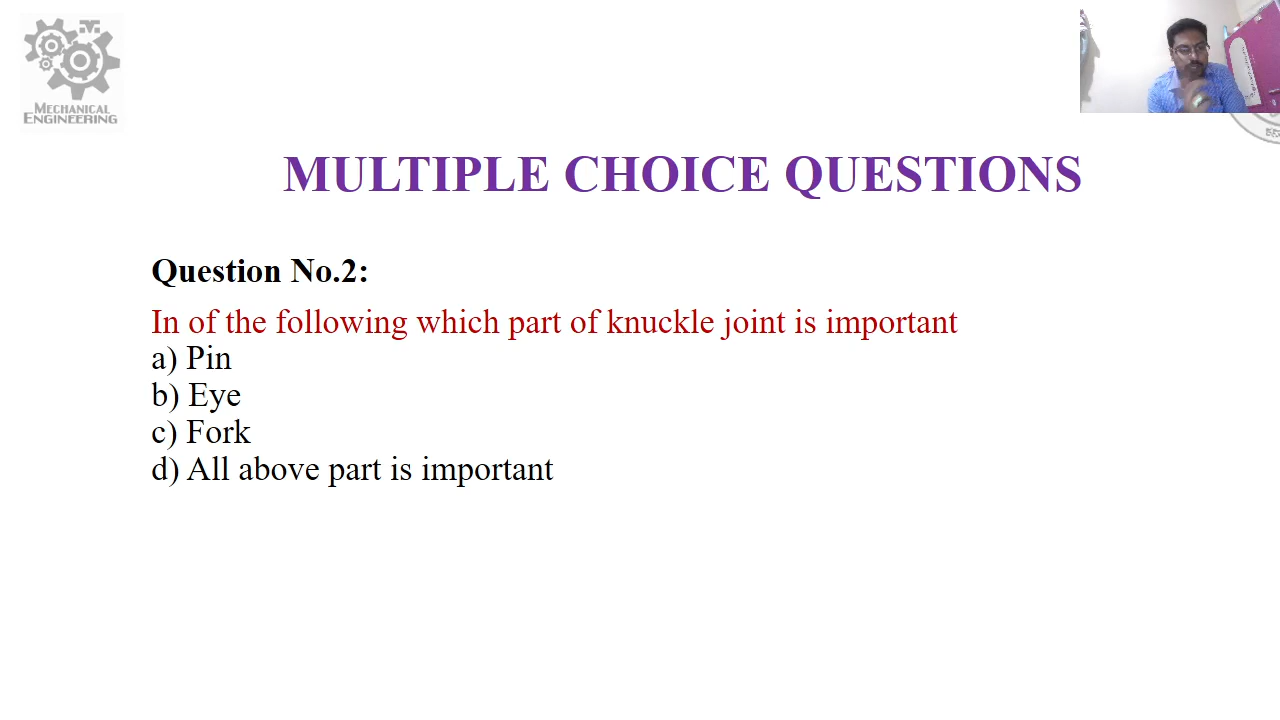 MECHANICAL
ENGINEERING
MULTIPLE CHOICE QUESTIONS
Question No.2:
In of the following which part of knuckle joint is important
a) Pin
b) Eye
c) Fork
d) All above part is important